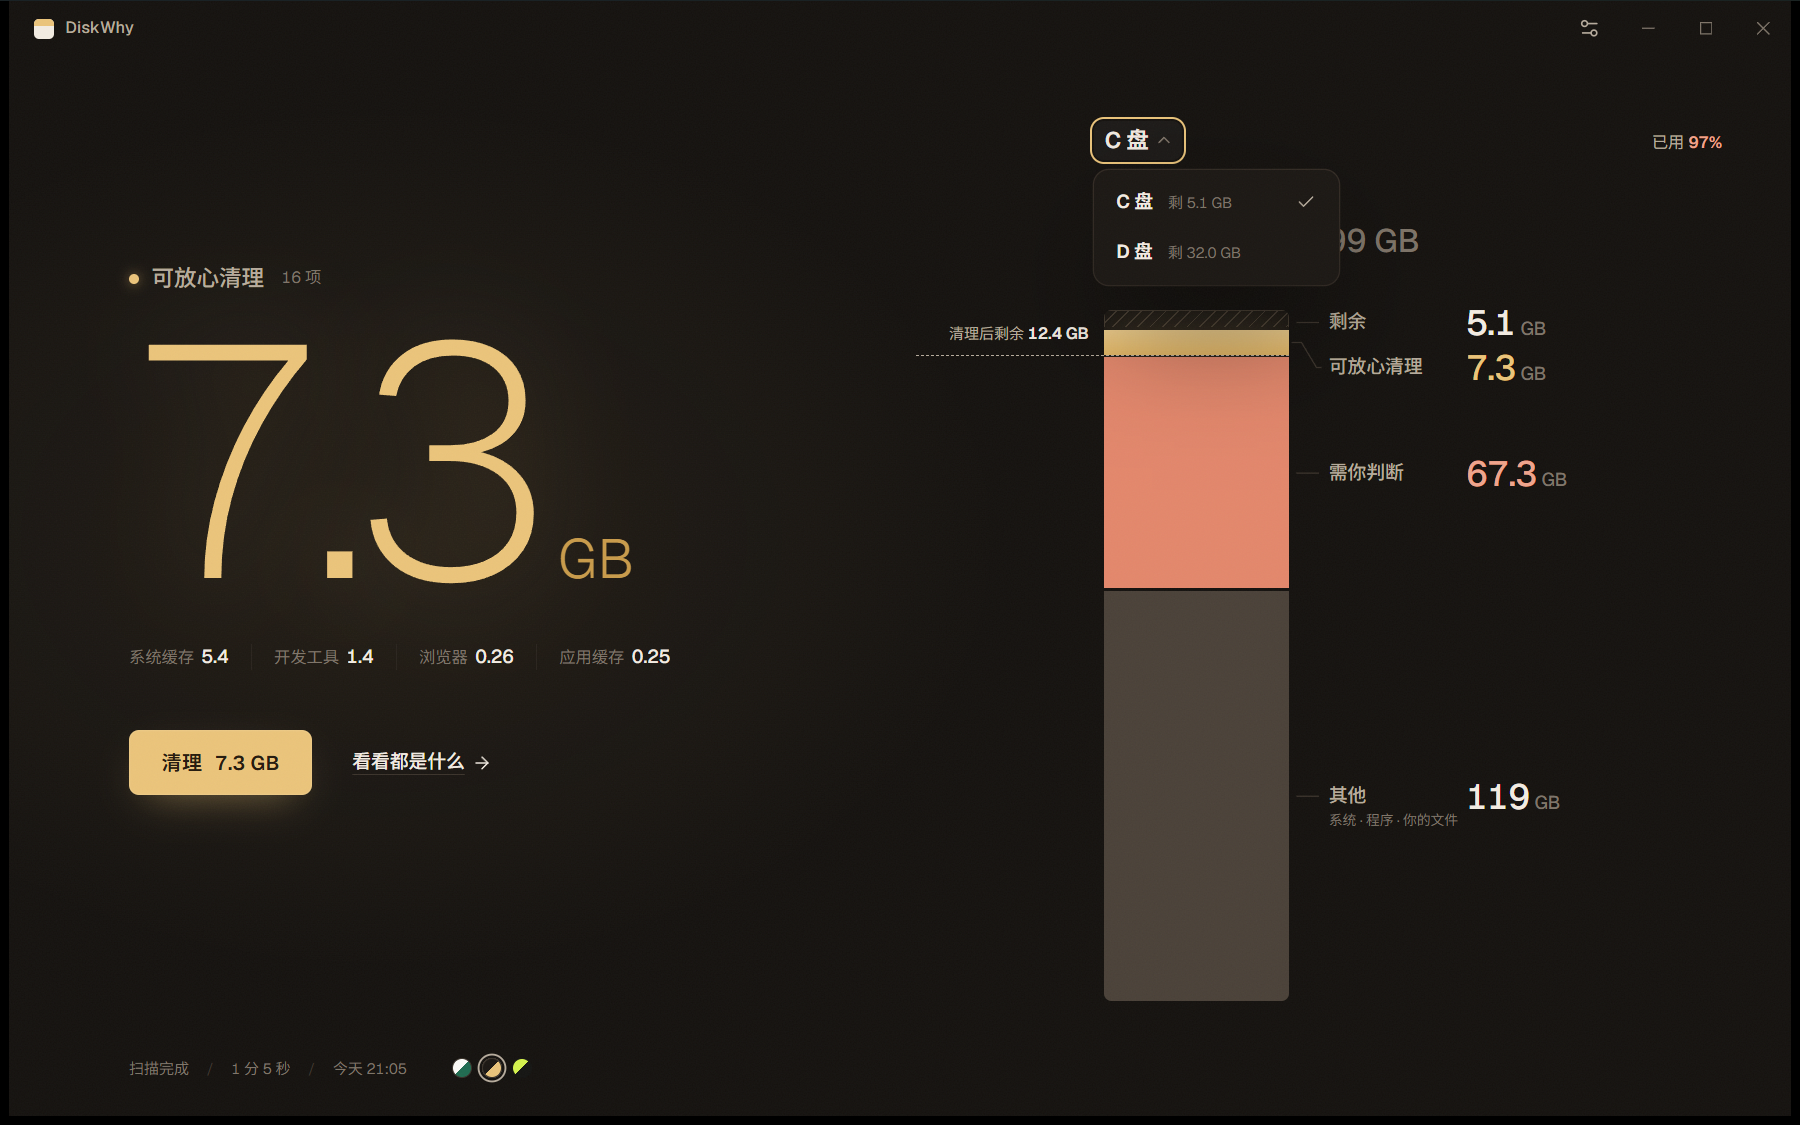 DiskWhy
C 盘
已用 97%
C 盘 剩 5.1 GB
D 盘 剩 32.0 GB
99 GB
可放心清理 16 项
7.3 GB
系统缓存 5.4 开发工具 1.4 浏览器 0.26 应用缓存 0.25
清理 7.3 GB 看看都是什么 →
清理后剩余 12.4 GB
剩余 5.1 GB
可放心清理 7.3 GB
需你判断 67.3 GB
其他 119 GB
系统 · 程序 · 你的文件
扫描完成 / 1 分 5 秒 / 今天 21:05